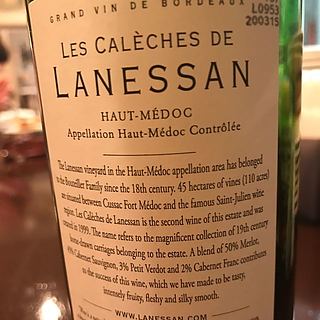 GRAND VIN DE BORDEAUX
L0953
20031S
LES CALÈCHES DE
LANESSAN
HAUT-MÉDOC
Appellation Haut-Médoc Contrôlée
The Lanessan vineyard in the Haut-Médoc appellation area has belonged
to the Bouteiller Family since the 18th century. 45 hectares of vines (110 acres)
are situated between Cussac Fort Médoc and the famous Saint-Julien wine
region. Les Calèches de Lanessan is the second wine of this estate and was
created in 1999. The name refers to the magnificent collection of 19th century
horse-drawn carriages belonging to the estate. A blend of 50% Merlot,
Cabernet Sauvignon, 3% Petit Verdot and 2% Cabernet Franc contributes
to the success of this wine, which we have made to be tasty,
intensely fruity, fleshy and silky smooth.
WWW.LANESSAN.COM